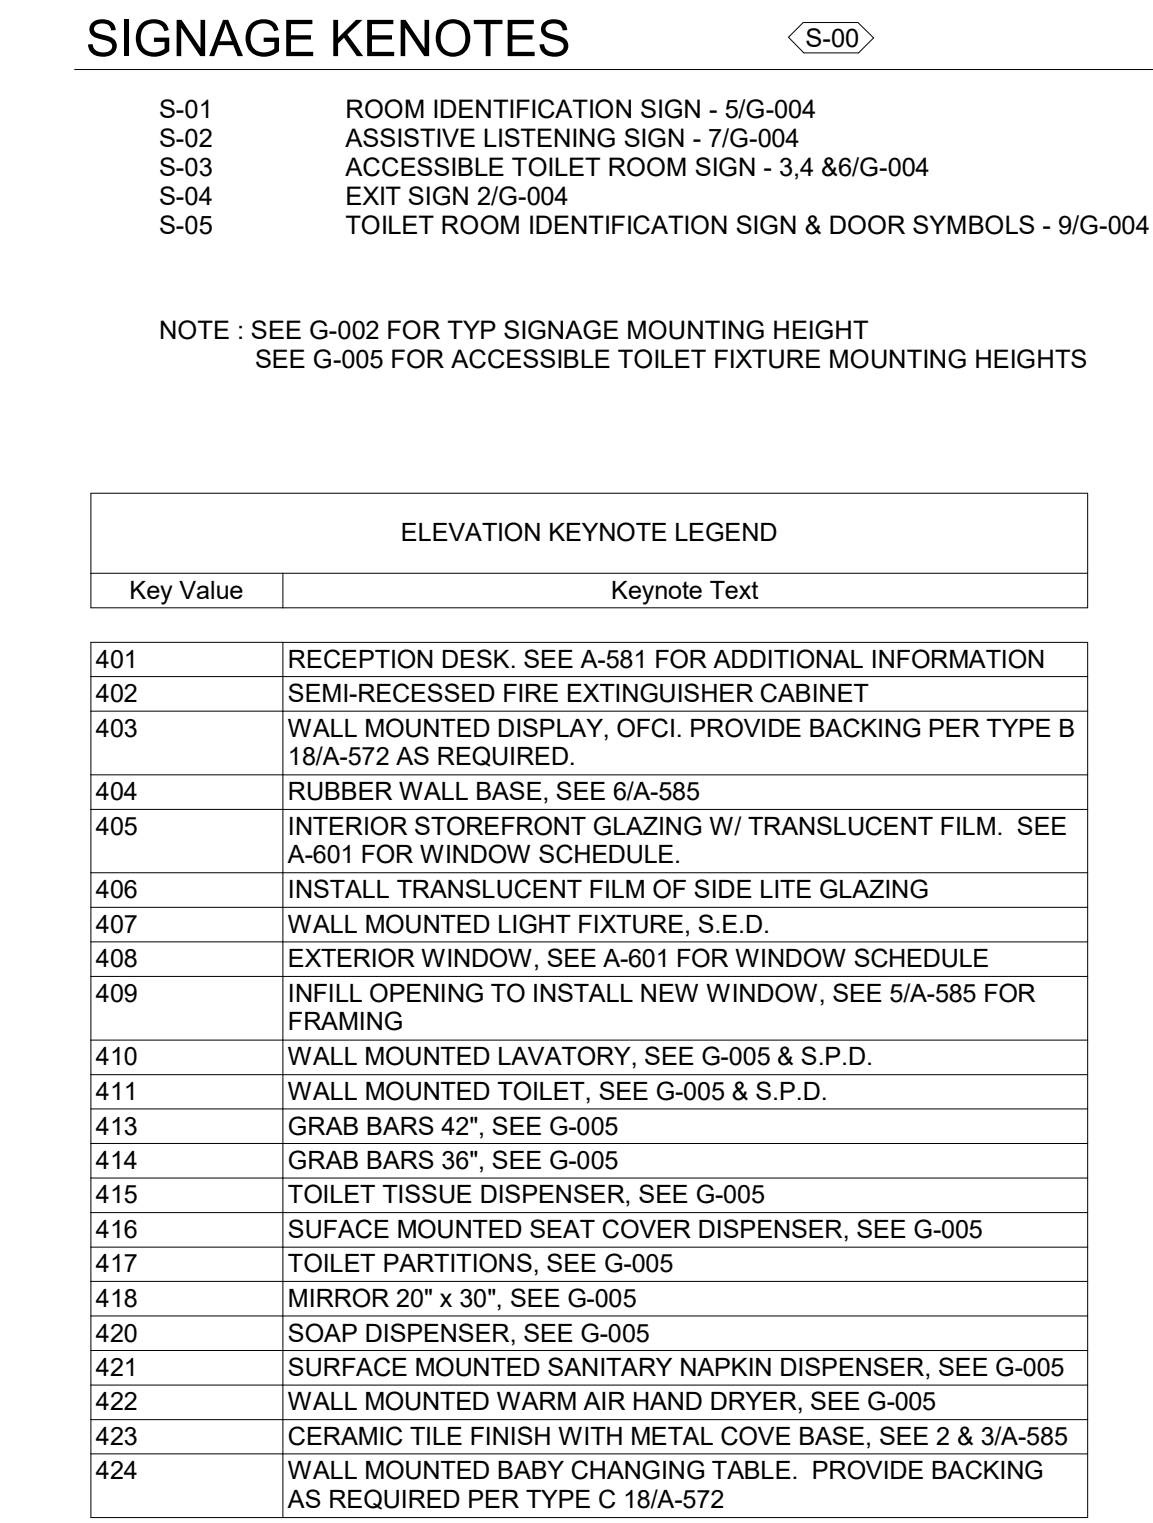 SIGNAGE KENOTES
S-00
S-01 ROOM IDENTIFICATION SIGN - 5/G-004
S-02 ASSISTIVE LISTENING SIGN - 7/G-004
S-03 ACCESSIBLE TOILET ROOM SIGN - 3,4 &6/G-004
S-04 EXIT SIGN 2/G-004
S-05 TOILET ROOM IDENTIFICATION SIGN & DOOR SYMBOLS - 9/G-004
NOTE : SEE G-002 FOR TYP SIGNAGE MOUNTING HEIGHT
SEE G-005 FOR ACCESSIBLE TOILET FIXTURE MOUNTING HEIGHTS
ELEVATION KEYNOTE LEGEND
Key Value Keynote Text
401 RECEPTION DESK. SEE A-581 FOR ADDITIONAL INFORMATION
402 SEMI-RECESSED FIRE EXTINGUISHER CABINET
403 WALL MOUNTED DISPLAY, OFCI. PROVIDE BACKING PER TYPE B
18/A-572 AS REQUIRED.
404 RUBBER WALL BASE, SEE 6/A-585
405 INTERIOR STOREFRONT GLAZING W/ TRANSLUCENT FILM. SEE
A-601 FOR WINDOW SCHEDULE.
406 INSTALL TRANSLUCENT FILM OF SIDE LITE GLAZING
407 WALL MOUNTED LIGHT FIXTURE, S.E.D.
408 EXTERIOR WINDOW, SEE A-601 FOR WINDOW SCHEDULE
409 INFILL OPENING TO INSTALL NEW WINDOW, SEE 5/A-585 FOR
FRAMING
410 WALL MOUNTED LAVATORY, SEE G-005 & S.P.D.
411 WALL MOUNTED TOILET, SEE G-005 & S.P.D.
413 GRAB BARS 42", SEE G-005
414 GRAB BARS 36", SEE G-005
415 TOILET TISSUE DISPENSER, SEE G-005
416 SUFACE MOUNTED SEAT COVER DISPENSER, SEE G-005
417 TOILET PARTITIONS, SEE G-005
418 MIRROR 20" x 30", SEE G-005
420 SOAP DISPENSER, SEE G-005
421 SURFACE MOUNTED SANITARY NAPKIN DISPENSER, SEE G-005
422 WALL MOUNTED WARM AIR HAND DRYER, SEE G-005
423 CERAMIC TILE FINISH WITH METAL COVE BASE, SEE 2 & 3/A-585
424 WALL MOUNTED BABY CHANGING TABLE. PROVIDE BACKING
AS REQUIRED PER TYPE C 18/A-572